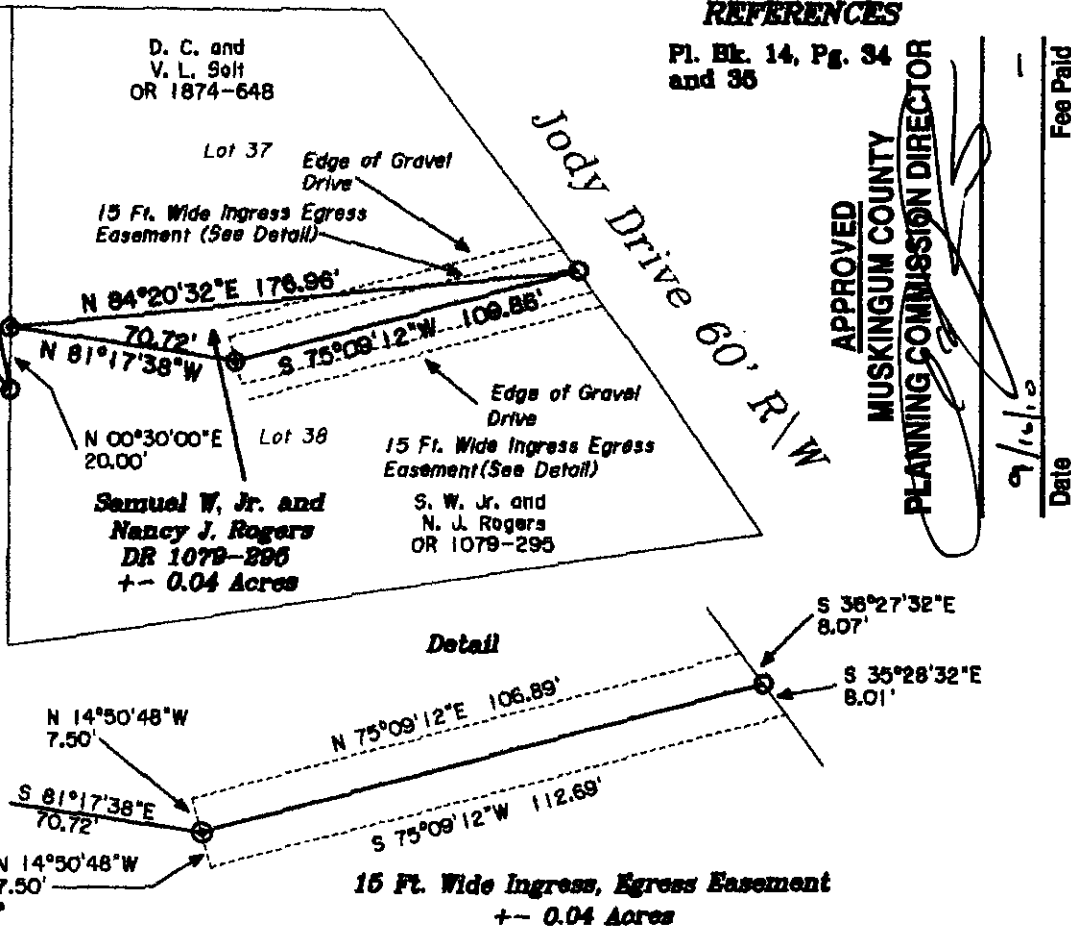 REFERENCES
Pl. Bk. 14, Pg. 34
and 35
D. C. and
V. L. Solt
OR 1874-648
Lot 37
Edge of Gravel
Drive
15 Ft. Wide Ingress Egress
Easement (See Detail)
Jody Drive 60' R\W
N 84°20'32"E 176.96'
70.72'
N 81°17'38"W
S 75°09'12"W 109.86'
N 00°30'00"E
20.00'
Lot 38
Edge of Gravel
Drive
15 Ft. Wide Ingress Egress
Easement(See Detail)
Samuel W, Jr. and
Nancy J. Rogers
DR 1079-295
+- 0.04 Acres
S. W. Jr. and
N. J. Rogers
OR 1079-295
APPROVED
MUSKINGUM COUNTY
PLANNING COMMISSION DIRECTOR
9/16/10
Date
Fee Paid
Detail
S 36°27'32"E
8.07'
S 35°28'32"E
8.01'
N 14°50'48"W
7.50'
N 75°09'12"E 106.89'
S 81°17'38"E
70.72'
S 75°09'12"W 112.69'
N 14°50'48"W
7.50'
15 Ft. Wide Ingress, Egress Easement
+- 0.04 Acres